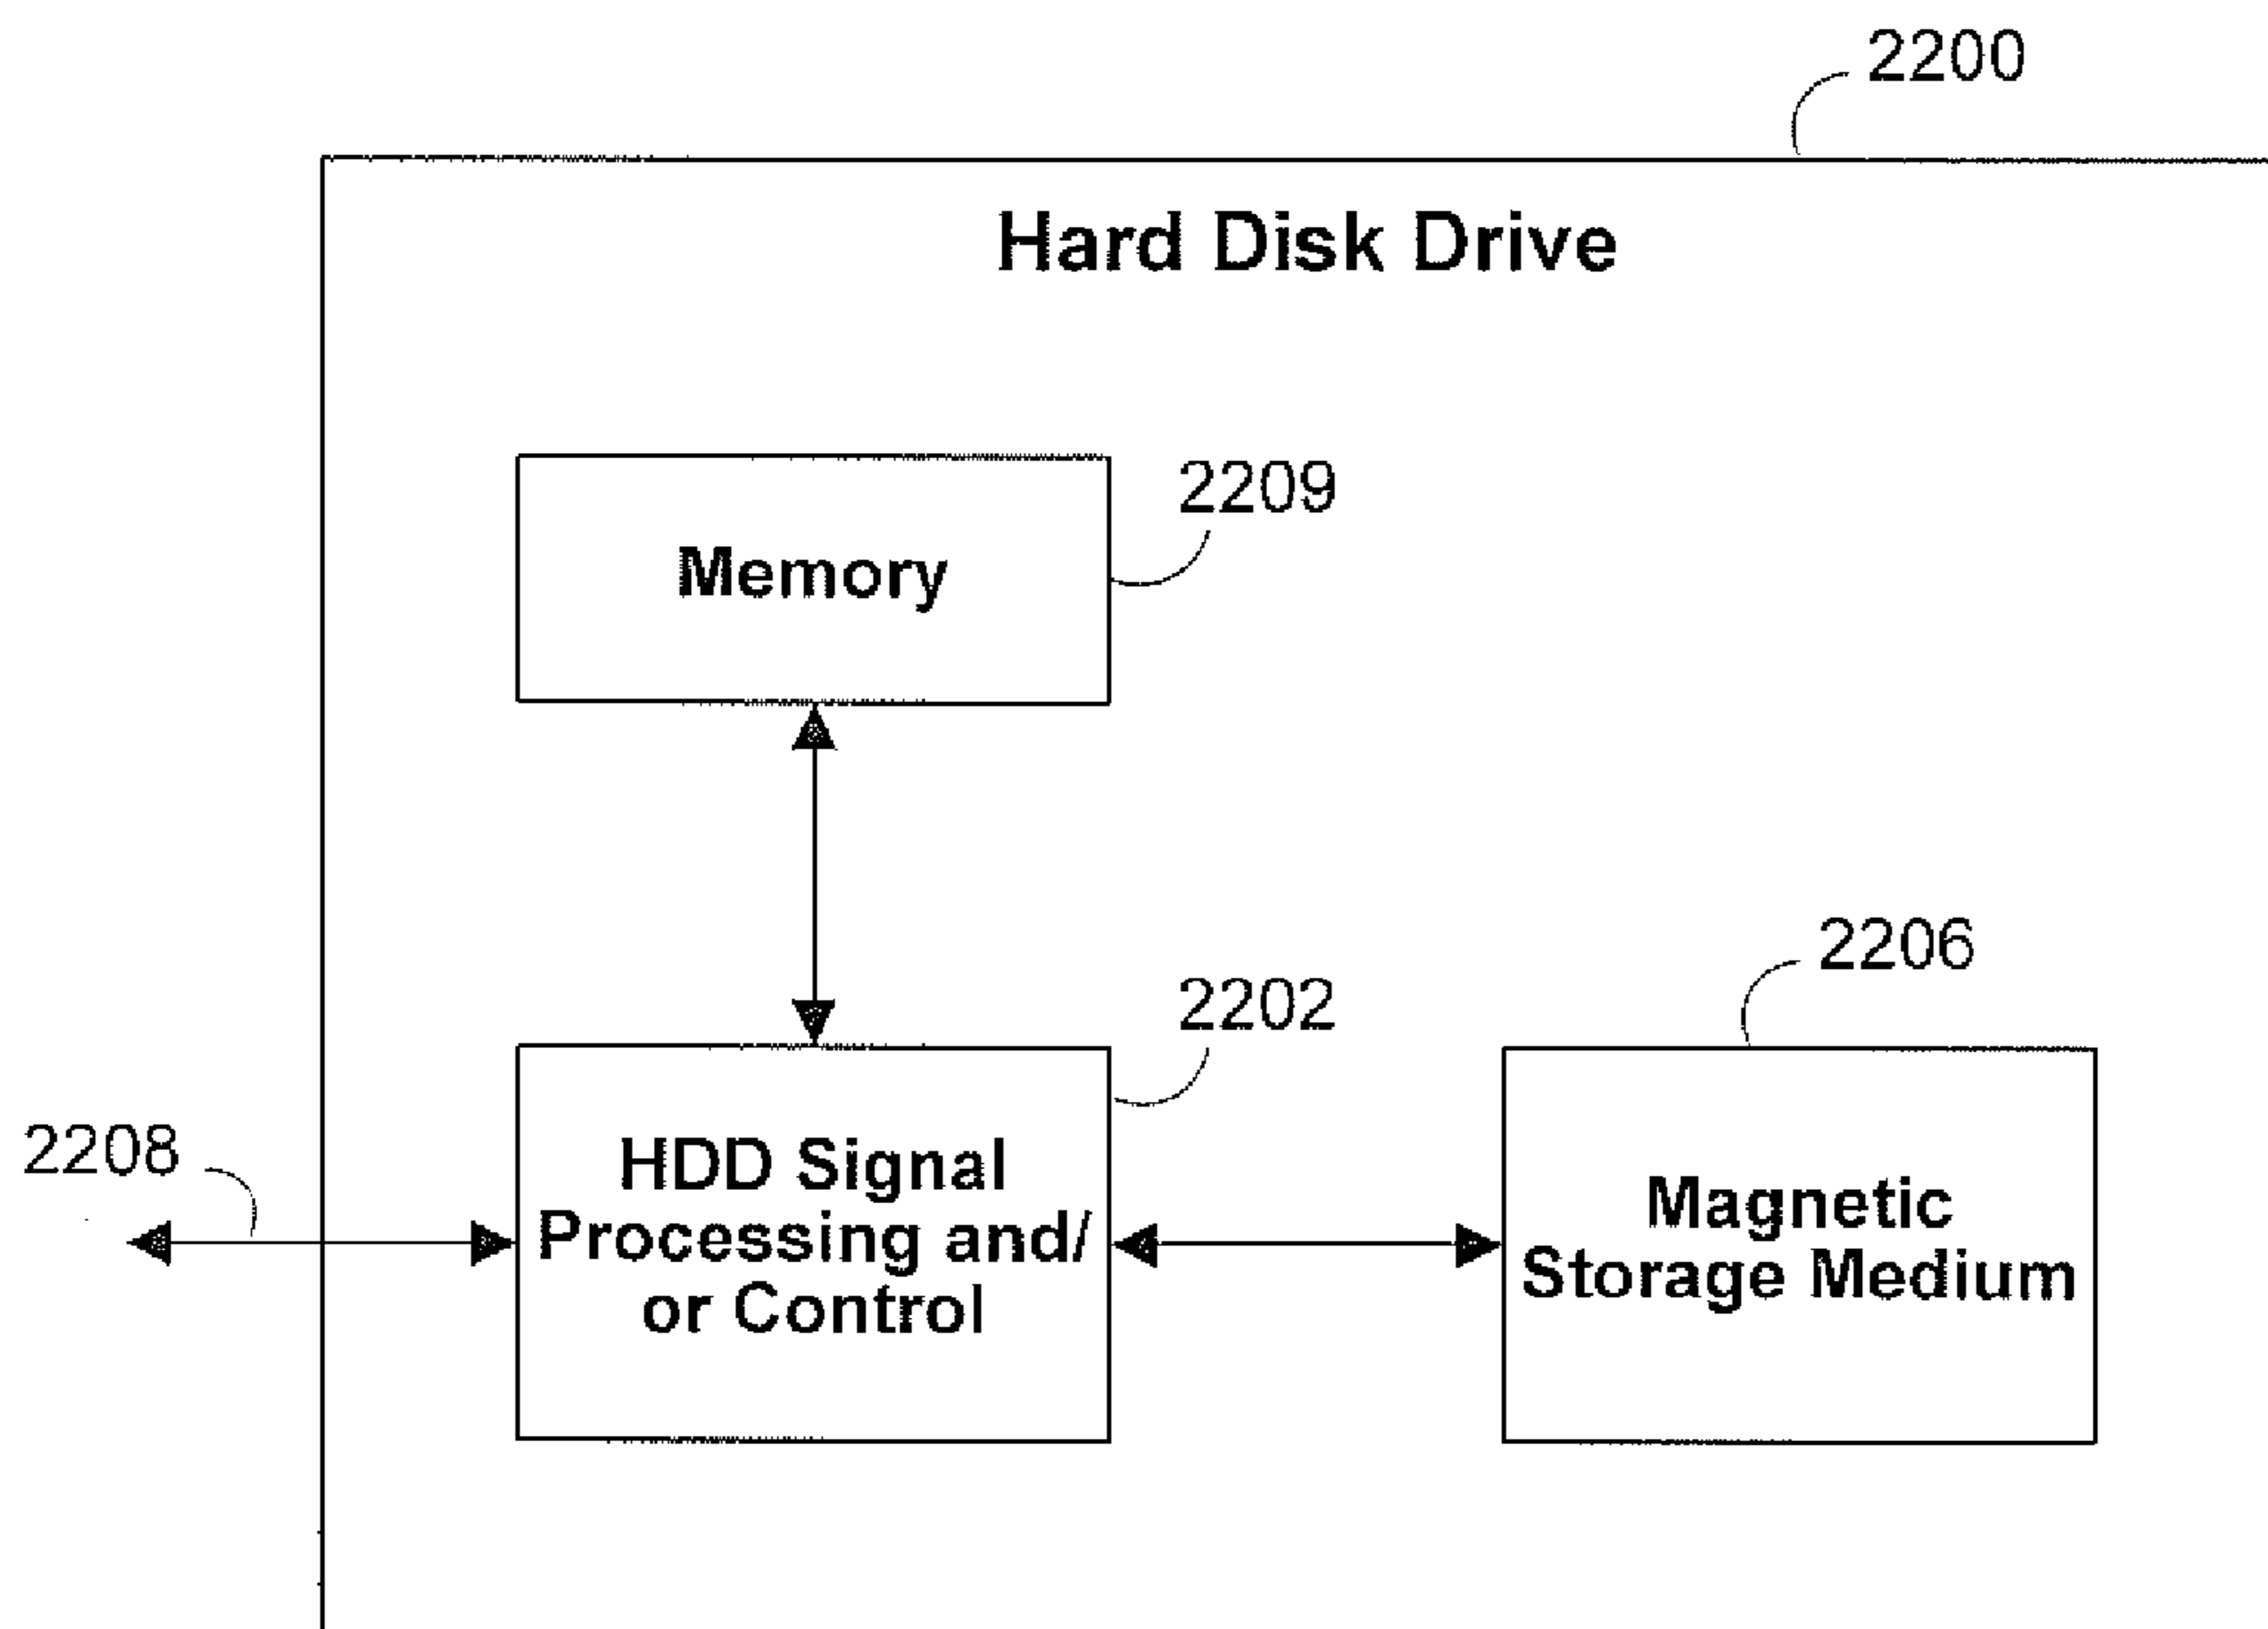 2200
Hard Disk Drive
2209
Memory
2206
2202
2208
HDD Signal
Processing and/
or Control
Magnetic
Storage Medium